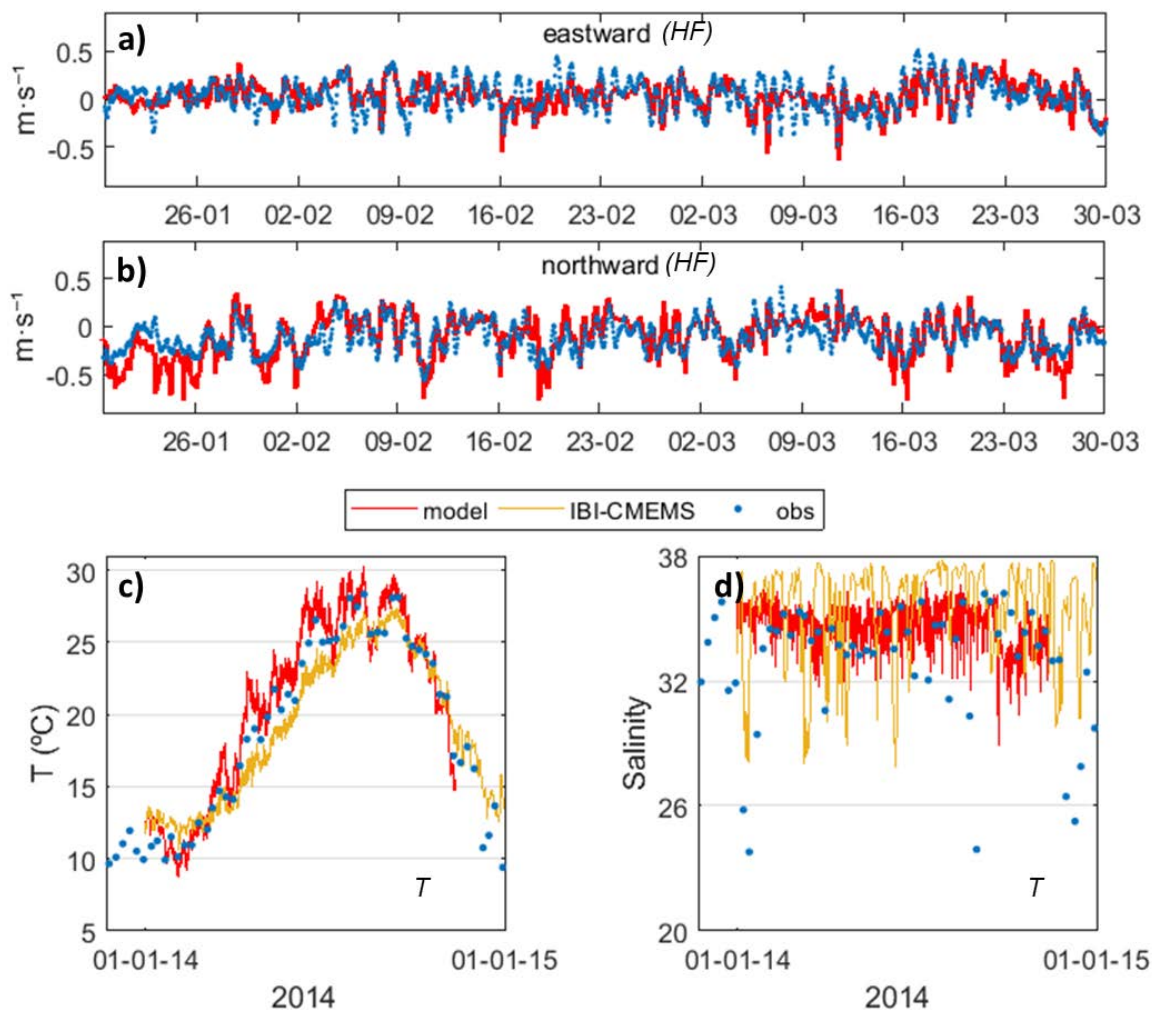 a)
eastward (HF)
m·s⁻¹
0.5
0
-0.5
26-01 02-02 09-02 16-02 23-02 02-03 09-03 16-03 23-03 30-03
b)
northward (HF)
m·s⁻¹
0.5
0
-0.5
26-01 02-02 09-02 16-02 23-02 02-03 09-03 16-03 23-03 30-03
model IBI-CMEMS obs
c)
T (ºC)
30
25
20
15
10
5
T
01-01-14 01-01-15
2014
d)
Salinity
38
32
26
20
T
01-01-14 01-01-15
2014